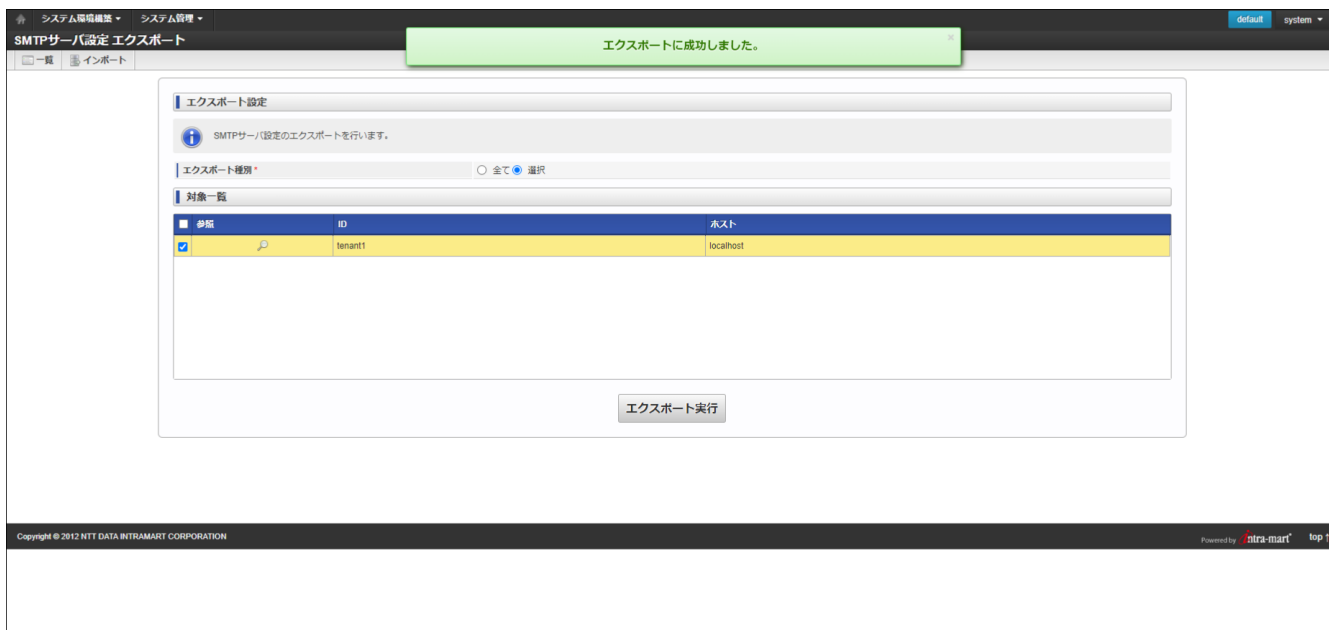 システム環境構築 システム管理 default system
SMTPサーバ設定 エクスポート
エクスポートに成功しました。 ×
一覧 インポート
エクスポート設定
SMTPサーバ設定のエクスポートを行います。
エクスポート種別* 全て 選択
対象一覧
参照 ID ホスト
tenant1 localhost
エクスポート実行
Copyright © 2012 NTT DATA INTRAMART CORPORATION Powered by intra-mart top ↑